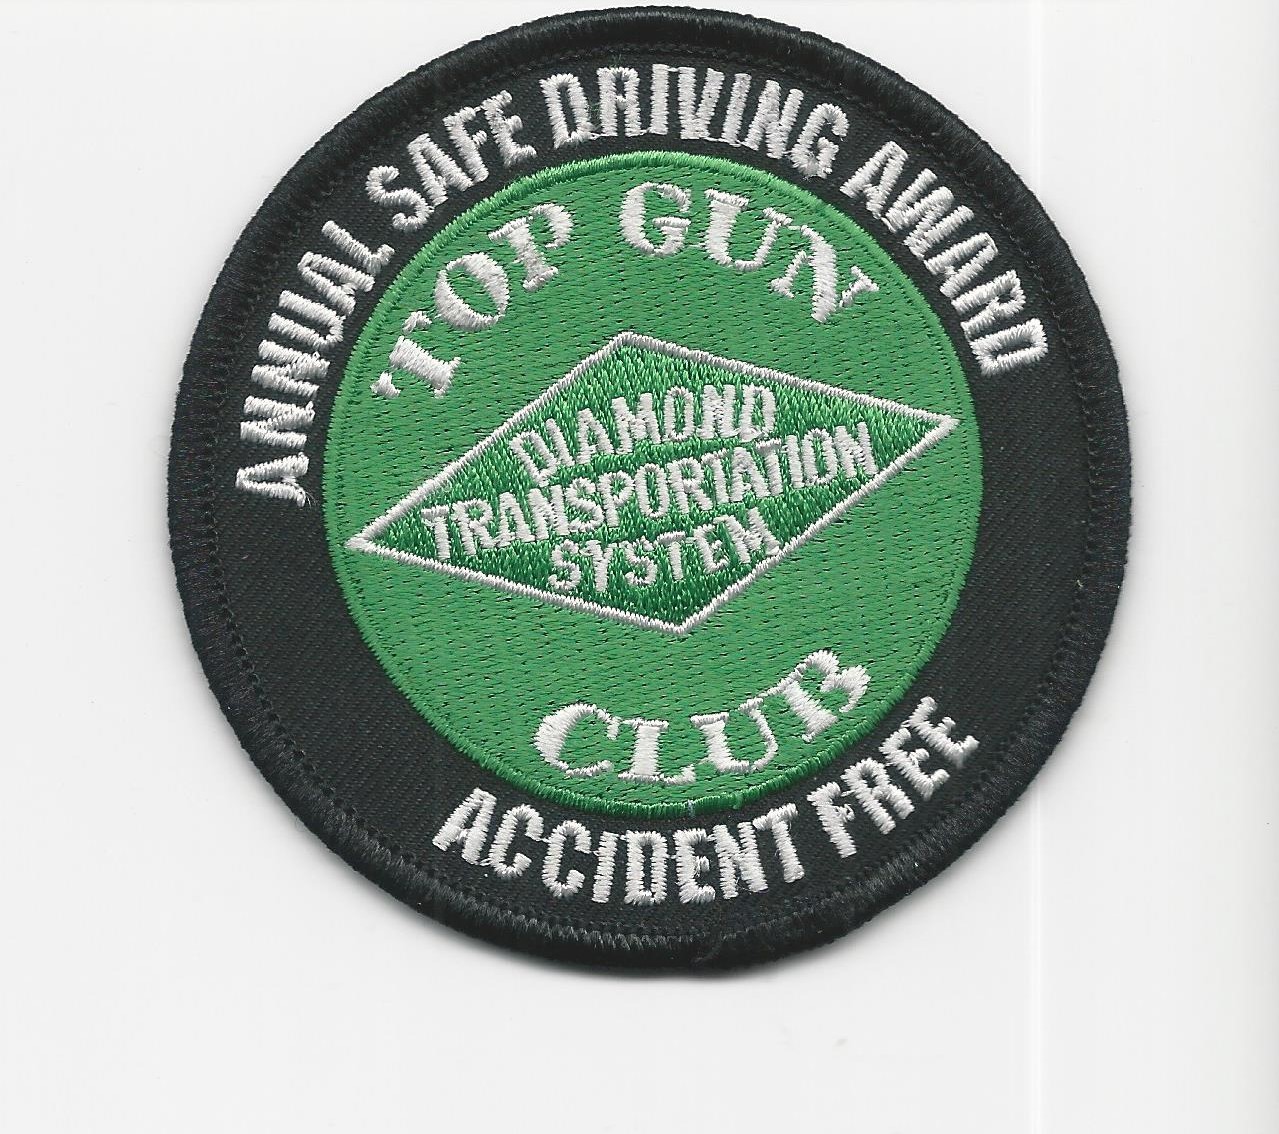 ANNUAL SAFE DRIVING AWARD
TOP GUN
DIAMOND
TRANSPORTATION
SYSTEM
CLUB
ACCIDENT FREE